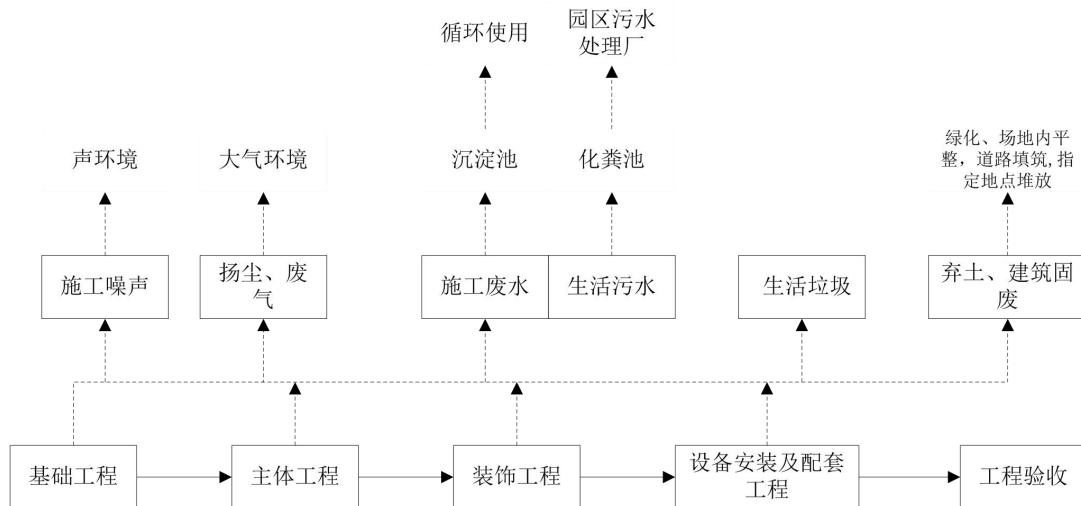 循环使用
园区污水
处理厂
声环境
大气环境
沉淀池
化粪池
绿化、场地内平
整，道路填筑,指
定地点堆放
施工噪声
扬尘、废
气
施工废水
生活污水
生活垃圾
弃土、建筑固
废
基础工程
主体工程
装饰工程
设备安装及配套
工程
工程验收